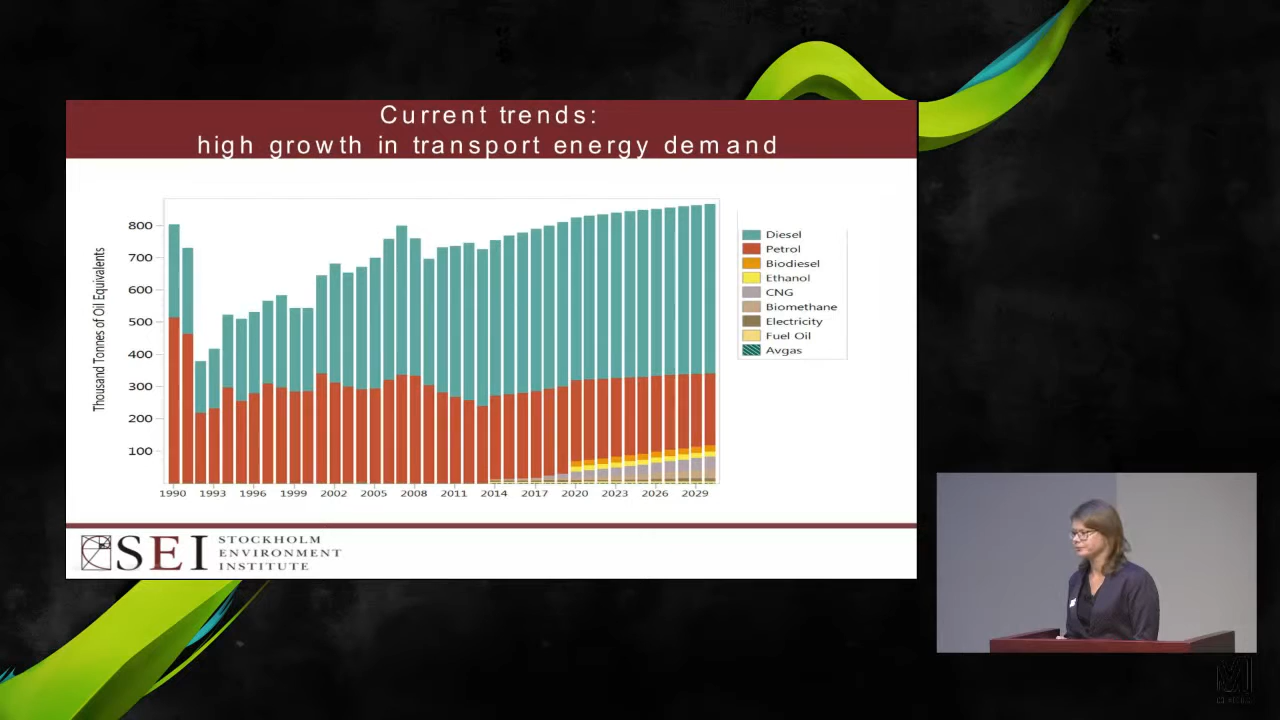 Current trends:
high growth in transport energy demand
Thousand Tonnes of Oil Equivalents
800
700
600
500
400
300
200
100
1990 1993 1996 1999 2002 2005 2008 2011 2014 2017 2020 2023 2026 2029
Diesel
Petrol
Biodiesel
Ethanol
CNG
Biomethane
Electricity
Fuel Oil
Avgas
SEI
STOCKHOLM
ENVIRONMENT
INSTITUTE